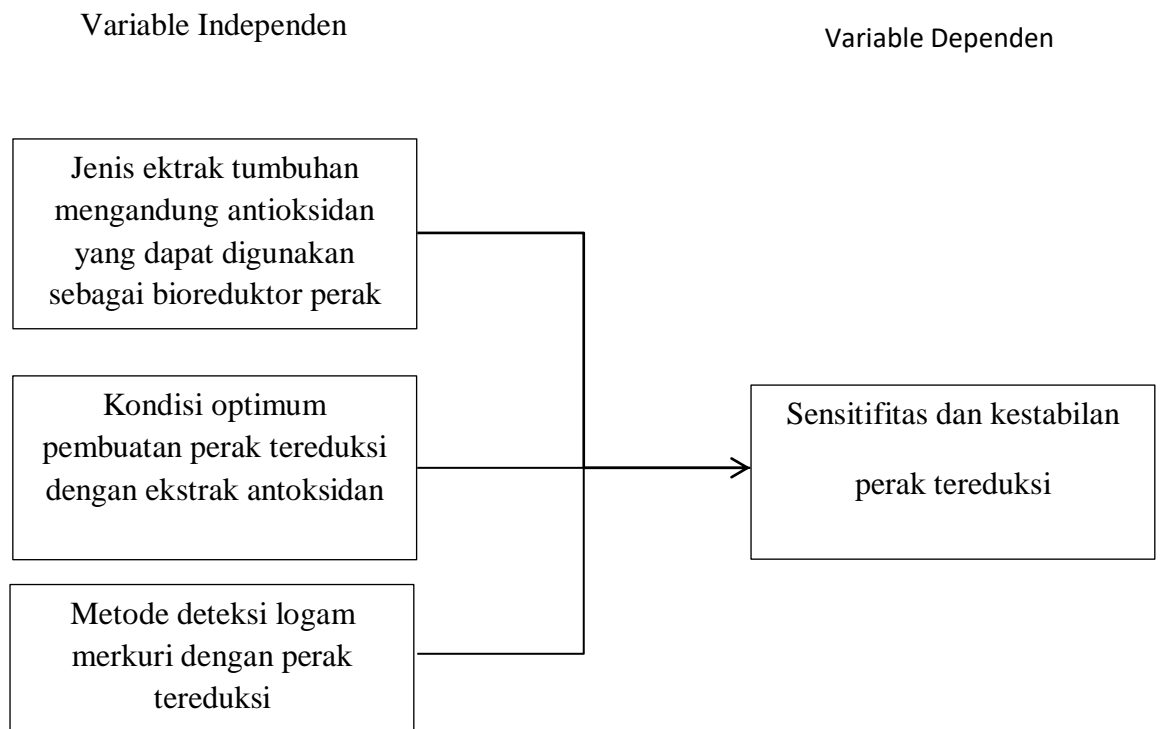 Variable Independen
Variable Dependen
Jenis ektrak tumbuhan
mengandung antioksidan
yang dapat digunakan
sebagai bioreduktor perak
Kondisi optimum
pembuatan perak tereduksi
dengan ekstrak antoksidan
Sensitifitas dan kestabilan
perak tereduksi
Metode deteksi logam
merkuri dengan perak
tereduksi